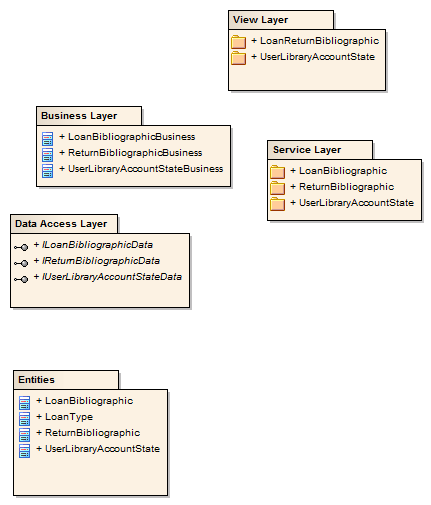 View Layer
+ LoanReturnBibliographic
+ UserLibraryAccountState
Business Layer
+ LoanBibliographicBusiness
+ ReturnBibliographicBusiness
+ UserLibraryAccountStateBusiness
Service Layer
+ LoanBibliographic
+ ReturnBibliographic
+ UserLibraryAccountState
Data Access Layer
+ ILoanBibliographicData
+ IReturnBibliographicData
+ IUserLibraryAccountStateData
Entities
+ LoanBibliographic
+ LoanType
+ ReturnBibliographic
+ UserLibraryAccountState